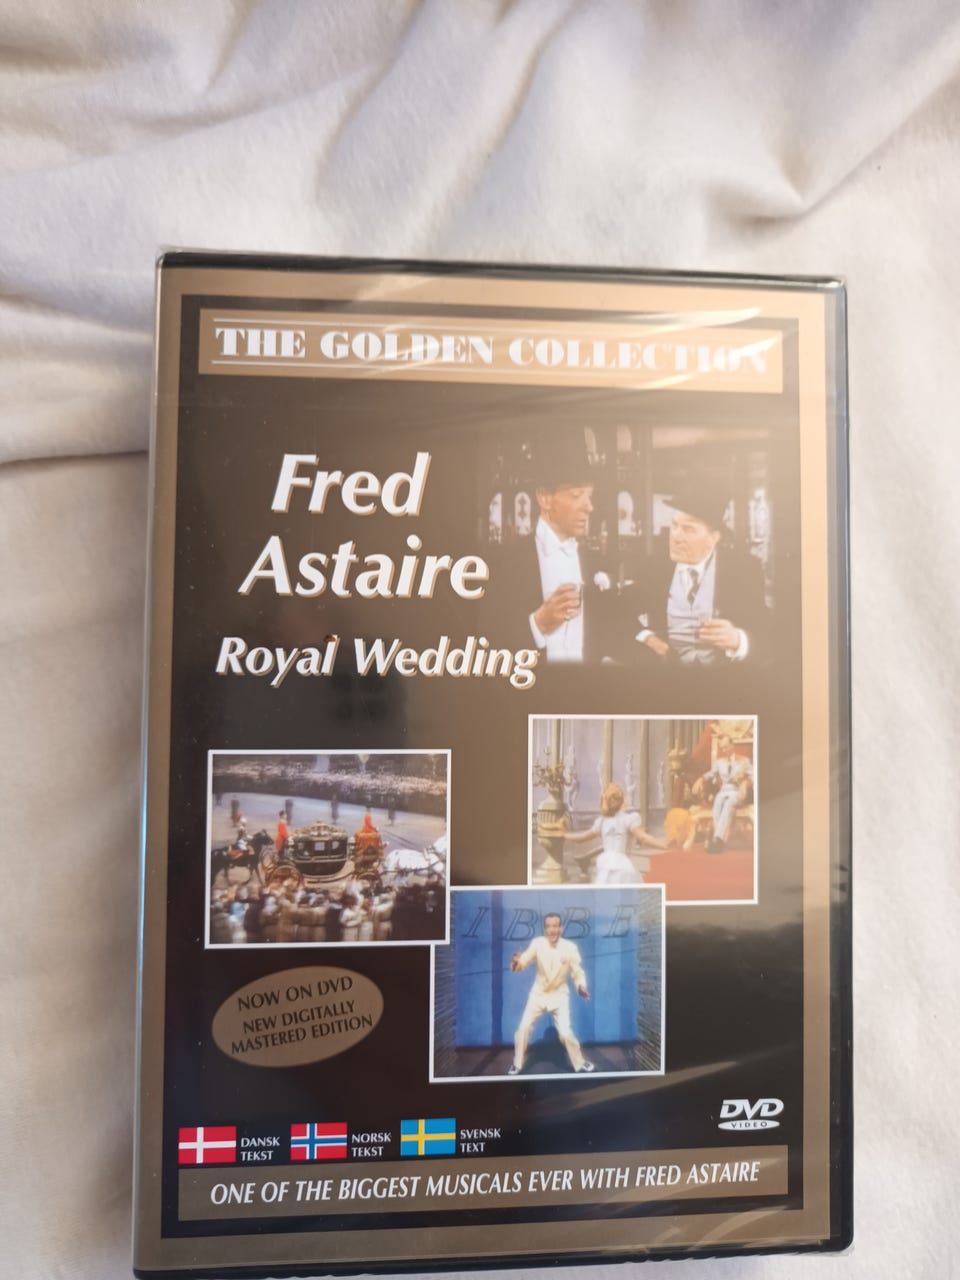 THE GOLDEN COLLECTION
Fred
Astaire
Royal Wedding
IBBE
NOW ON DVD
NEW DIGITALLY
MASTERED EDITION
DANSK
TEKST
NORSK
TEKST
SVENSK
TEXT
DVD
VIDEO
ONE OF THE BIGGEST MUSICALS EVER WITH FRED ASTAIRE